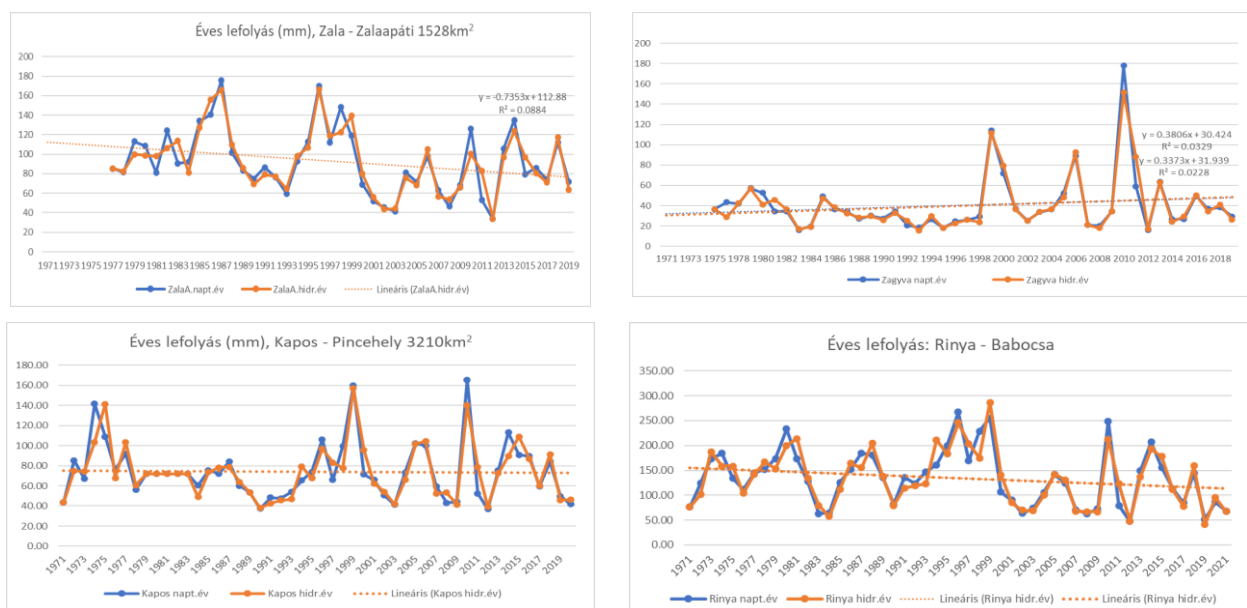 Éves lefolyás (mm), Zala - Zalaapáti 1528km²
200
180
160
140
120
100
80
60
40
20
0
y = -0.7353x + 112.88
R² = 0.0884
1971 1973 1975 1977 1979 1981 1983 1985 1987 1989 1991 1993 1995 1997 1999 2001 2003 2005 2007 2009 2011 2013 2015 2017 2019
ZalaA.napt.év ZalaA.hidr.év Lineáris (ZalaA.hidr.év)
200
180
160
140
120
100
80
60
40
20
0
y = 0.3806x + 30.424
R² = 0.0329
y = 0.3373x + 31.939
R² = 0.0228
1971 1973 1975 1978 1980 1982 1984 1986 1988 1990 1992 1994 1996 1998 2000 2002 2004 2006 2008 2010 2012 2014 2016 2018
Zagyva napt.év Zagyva hidr.év
Éves lefolyás (mm), Kapos - Pincehely 3210km²
180.00
160.00
140.00
120.00
100.00
80.00
60.00
40.00
20.00
0.00
1971 1973 1975 1977 1979 1981 1983 1985 1987 1989 1991 1993 1995 1997 1999 2001 2003 2005 2007 2009 2011 2013 2015 2017 2019
Kapos napt.év Kapos hidr.év Lineáris (Kapos hidr.év)
Éves lefolyás: Rinya - Babocsa
350.00
300.00
250.00
200.00
150.00
100.00
50.00
0.00
1971 1973 1975 1977 1979 1981 1983 1985 1987 1989 1991 1993 1995 1997 1999 2001 2003 2005 2007 2009 2011 2013 2015 2017 2019 2021
Rinya napt.év Rinya hidr.év Lineáris (Rinya hidr.év) Lineáris (Rinya hidr.év)